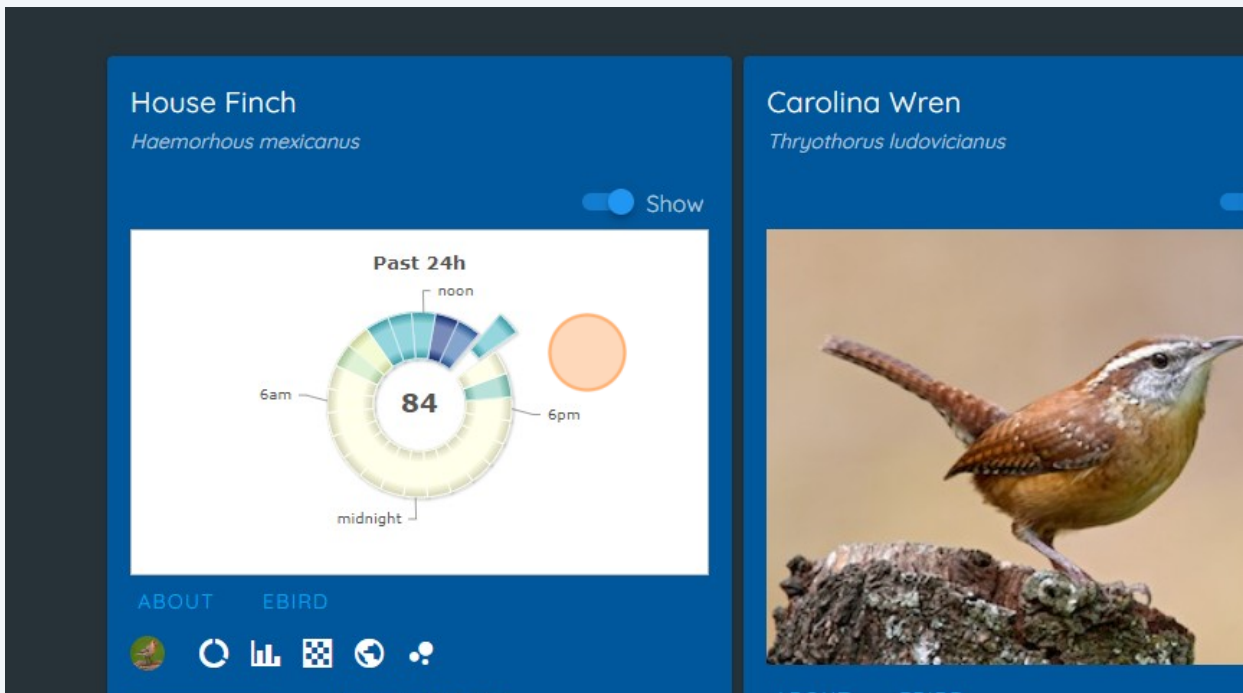 House Finch
Haemorhous mexicanus
Show
Past 24h
noon
6am
84
6pm
midnight
ABOUT EBIRD
Carolina Wren
Thryothorus ludovicianus